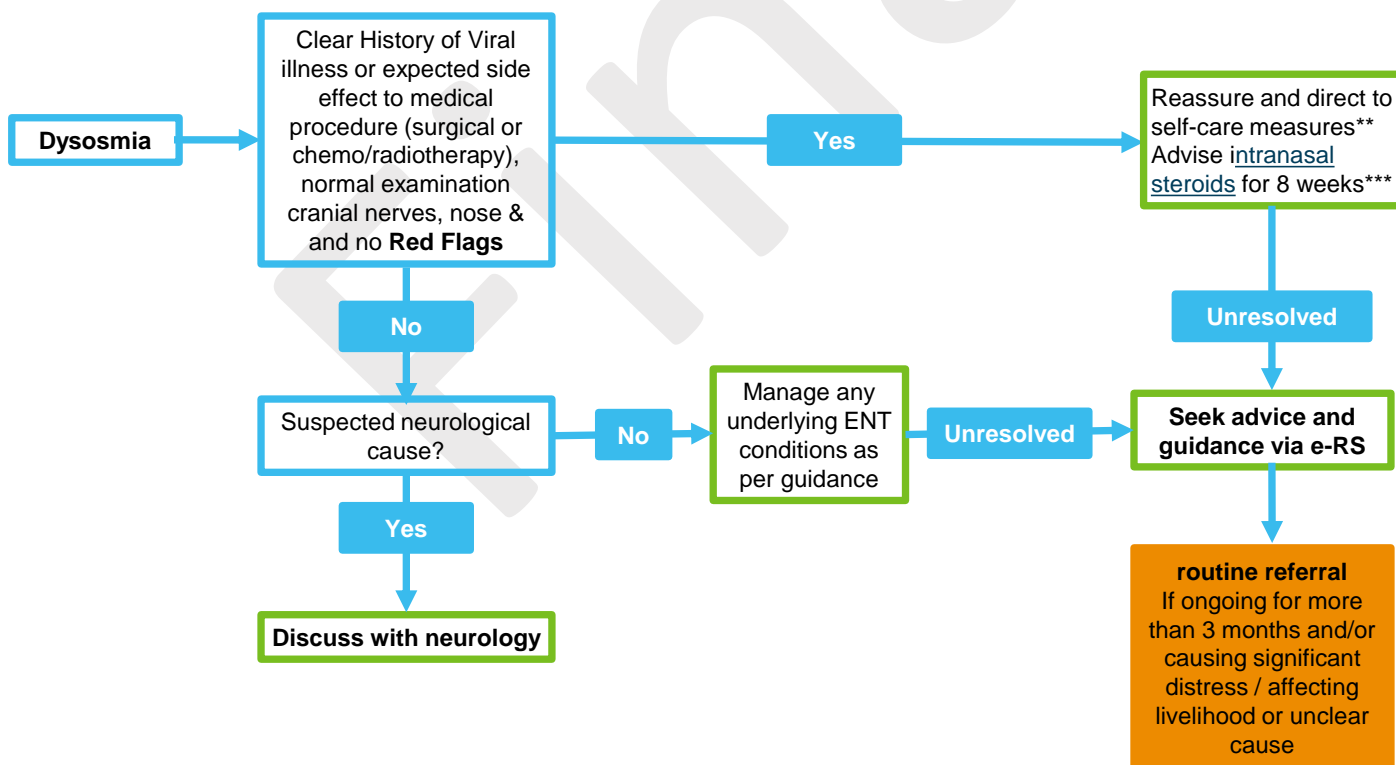 Dysosmia
Clear History of Viral
illness or expected side
effect to medical
procedure (surgical or
chemo/radiotherapy),
normal examination
cranial nerves, nose &
and no Red Flags
Yes
Reassure and direct to
self-care measures**
Advise intranasal
steroids for 8 weeks***
No
Unresolved
Suspected neurological
cause?
No
Manage any
underlying ENT
conditions as
per guidance
Unresolved
Seek advice and
guidance via e-RS
Yes
Discuss with neurology
routine referral
If ongoing for more
than 3 months and/or
causing significant
distress / affecting
livelihood or unclear
cause